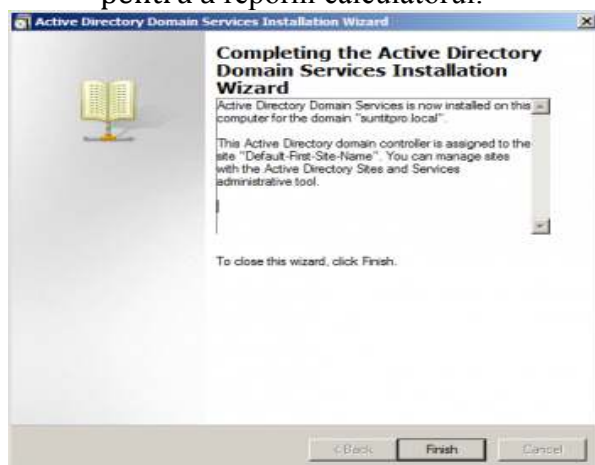 pentru a reporni calculatorul.
Active Directory Domain Services Installation Wizard
Completing the Active Directory
Domain Services Installation
Wizard
Active Directory Domain Services is now installed on this
computer for the domain "suntitpro.local".
This Active Directory domain controller is assigned to the
site "Default-First-Site-Name". You can manage sites
with the Active Directory Sites and Services
administrative tool.
To close this wizard, click Finish.
< Back
Finish
Cancel